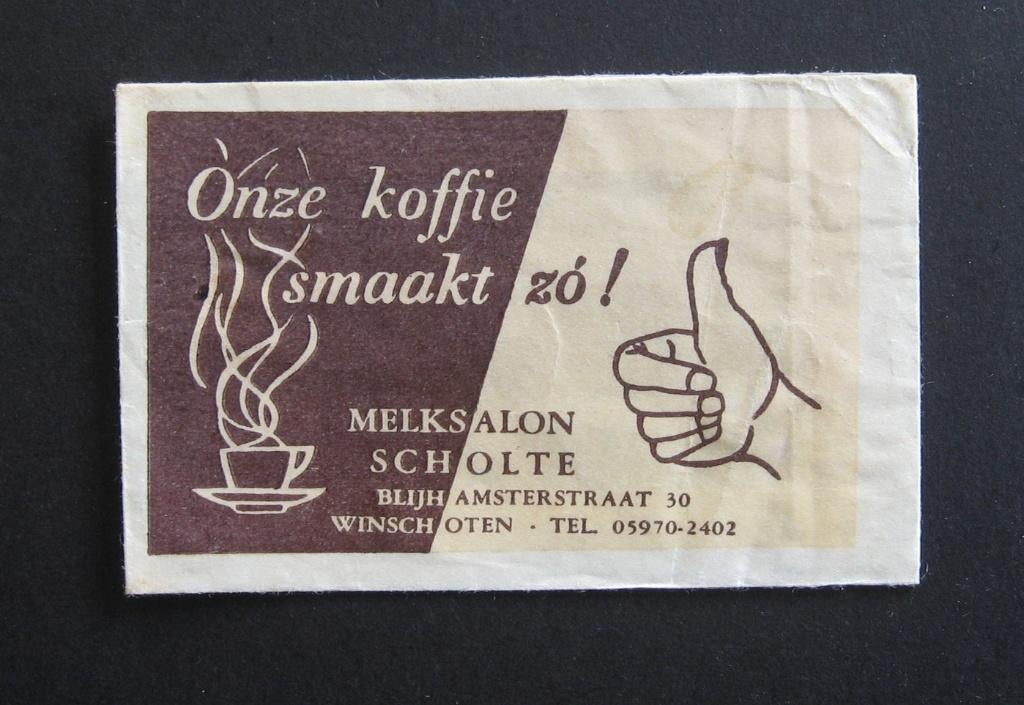 Onze koffie
smaakt zó!
MELKSALON
SCHOLTE
BLIJHAMSTERSTRAAT 30
WINSCHOTEN · TEL. 05970-2402